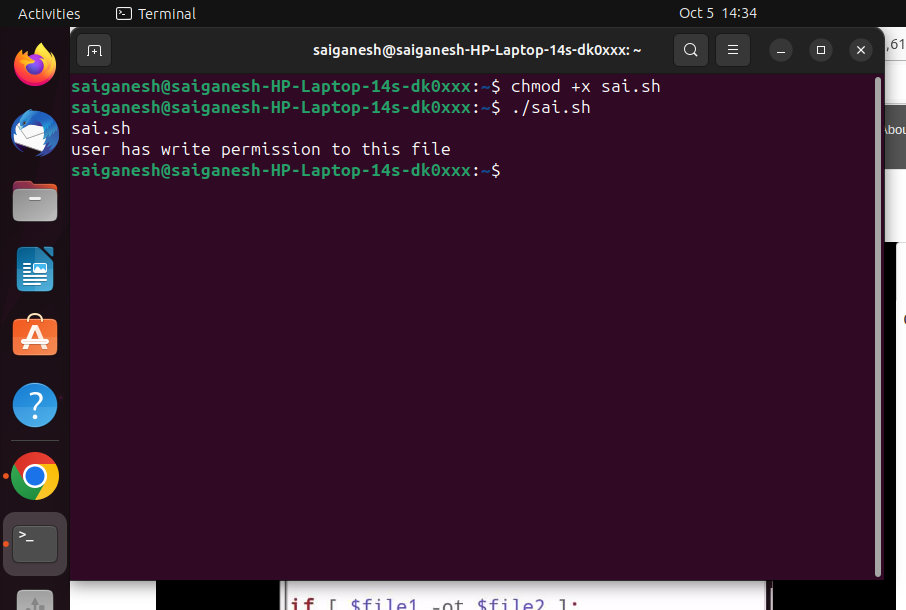 Activities
Terminal
Oct 5 14:34
saiganesh@saiganesh-HP-Laptop-14s-dk0xxx: ~
,61
saiganesh@saiganesh-HP-Laptop-14s-dk0xxx:~$ chmod +x sai.sh
saiganesh@saiganesh-HP-Laptop-14s-dk0xxx:~$ ./sai.sh
sai.sh
user has write permission to this file
saiganesh@saiganesh-HP-Laptop-14s-dk0xxx:~$
>_
if [ $file1 -ot $file2 ];